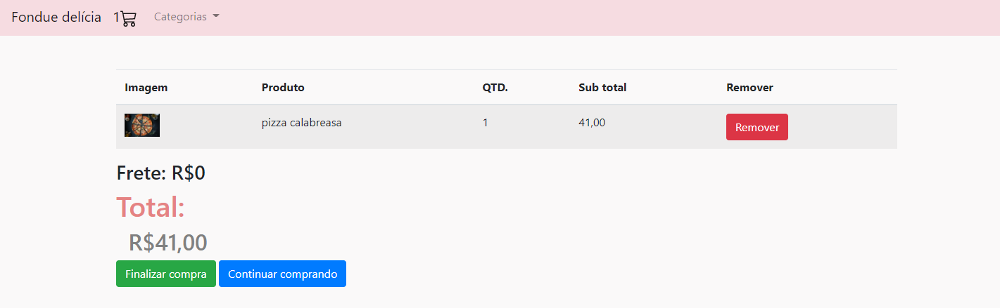 Fondue delícia 1 Categorias
Imagem Produto QTD. Sub total Remover
pizza calabreasa 1 41,00 Remover
Frete: R$0
Total:
R$41,00
Finalizar compra Continuar comprando